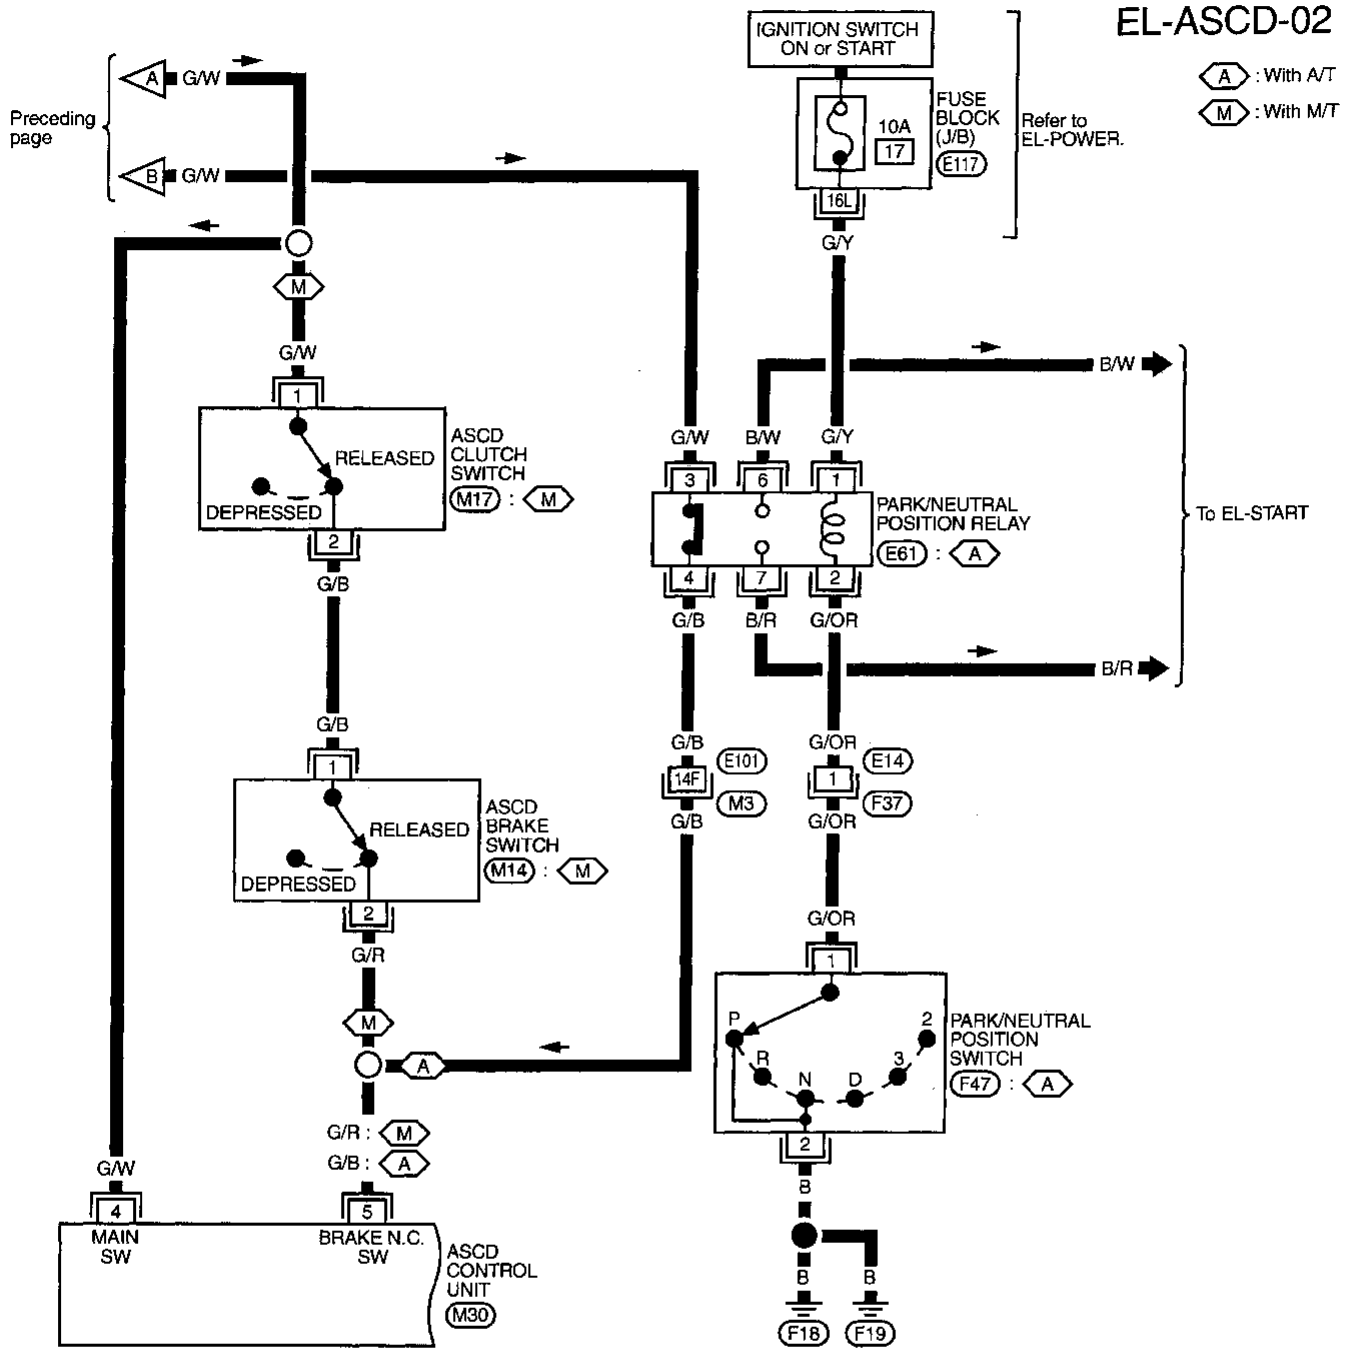 EL-ASCD-02
A : With A/T
M : With M/T
IGNITION SWITCH
ON or START
FUSE
BLOCK
(J/B)
E117
10A
17
16L
Refer to
EL-POWER.
Preceding
page
A
G/W
B
G/W
G/Y
M
G/W
1
RELEASED
DEPRESSED
ASCD
CLUTCH
SWITCH
M17 : M
2
G/B
G/B
1
RELEASED
DEPRESSED
ASCD
BRAKE
SWITCH
M14 : M
2
G/R
M
A
G/R : M
G/B : A
B/W
G/W
B/W
G/Y
3
6
1
PARK/NEUTRAL
POSITION RELAY
E61 : A
To EL-START
4
7
2
G/B
B/R
G/OR
B/R
G/B
G/OR
14F
E101
M3
1
E14
F37
G/B
G/OR
G/OR
1
P
R
N
D
3
2
PARK/NEUTRAL
POSITION
SWITCH
F47 : A
2
B
B
B
F18
F19
G/W
4
5
MAIN
SW
BRAKE N.C.
SW
ASCD
CONTROL
UNIT
M30